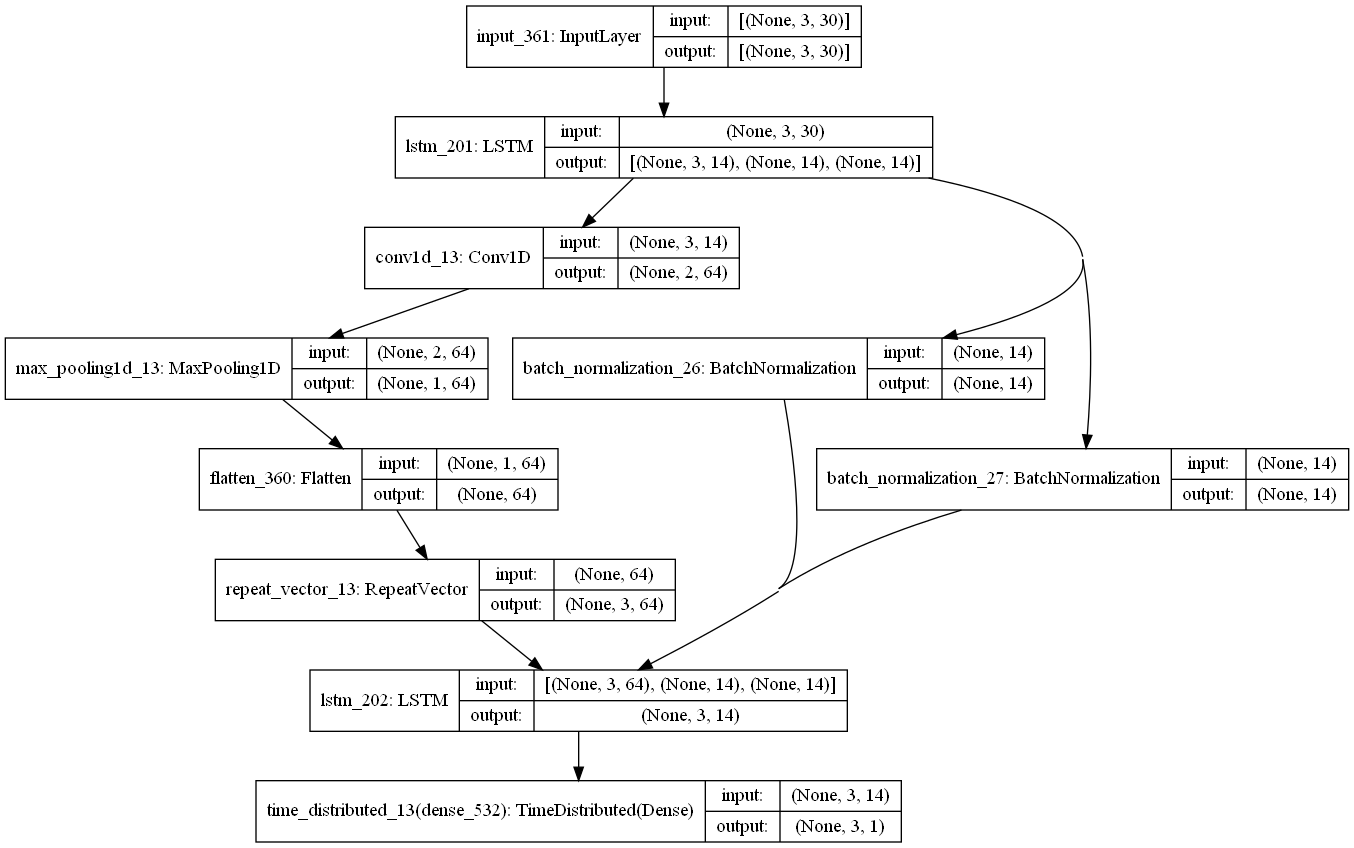 input_361: InputLayer
input: [(None, 3, 30)]
output: [(None, 3, 30)]
lstm_201: LSTM
input: (None, 3, 30)
output: [(None, 3, 14), (None, 14), (None, 14)]
conv1d_13: Conv1D
input: (None, 3, 14)
output: (None, 2, 64)
max_pooling1d_13: MaxPooling1D
input: (None, 2, 64)
output: (None, 1, 64)
batch_normalization_26: BatchNormalization
input: (None, 14)
output: (None, 14)
flatten_360: Flatten
input: (None, 1, 64)
output: (None, 64)
batch_normalization_27: BatchNormalization
input: (None, 14)
output: (None, 14)
repeat_vector_13: RepeatVector
input: (None, 64)
output: (None, 3, 64)
lstm_202: LSTM
input: [(None, 3, 64), (None, 14), (None, 14)]
output: (None, 3, 14)
time_distributed_13(dense_532): TimeDistributed(Dense)
input: (None, 3, 14)
output: (None, 3, 1)